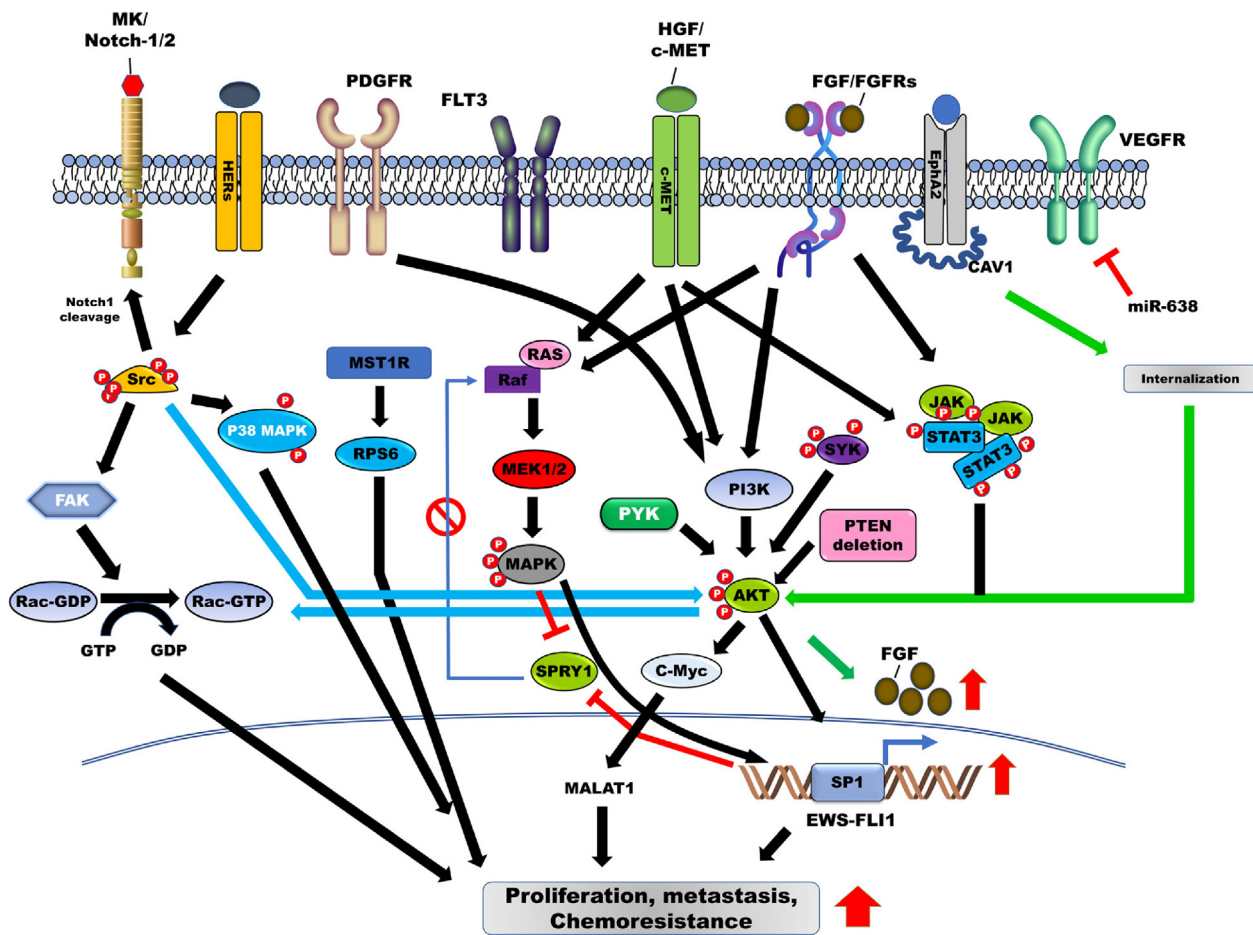 MK/
Notch-1/2
HGF/
c-MET
PDGFR
FLT3
FGF/FGFRs
VEGFR
HERs
c-MET
EphA2
CAV1
miR-638
Notch1
cleavage
Internalization
MST1R
RAS
Raf
Src
P
P
P
P
P
P38 MAPK
P
P
RPS6
MEK1/2
SYK
P
P
P
JAK
JAK
STAT3
STAT3
P
P
P
P
P
P
FAK
PI3K
PYK
PTEN
deletion
MAPK
P
P
P
AKT
P
P
P
Rac-GDP
Rac-GTP
GTP
GDP
SPRY1
C-Myc
FGF
MALAT1
SP1
EWS-FLI1
Proliferation, metastasis,
Chemoresistance